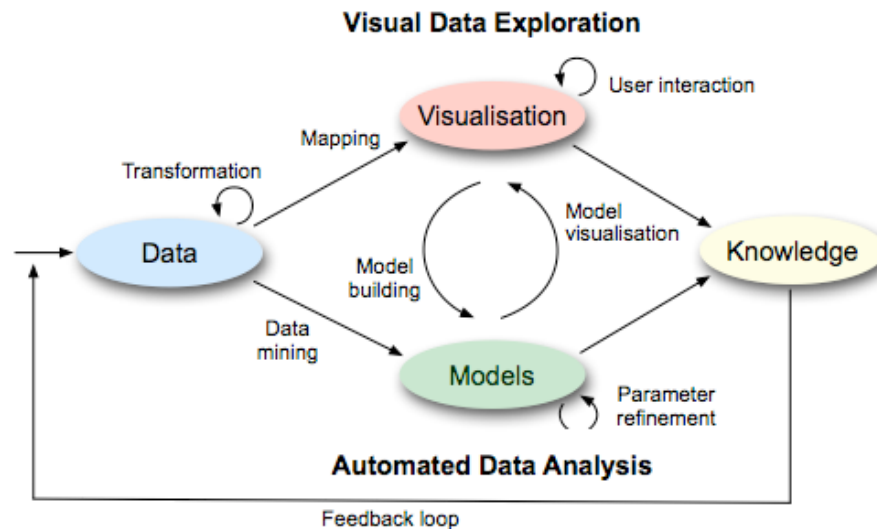 Visual Data Exploration
User interaction
Visualisation
Mapping
Transformation
Data
Model
visualisation
Knowledge
Model
building
Data
mining
Models
Parameter
refinement
Automated Data Analysis
Feedback loop